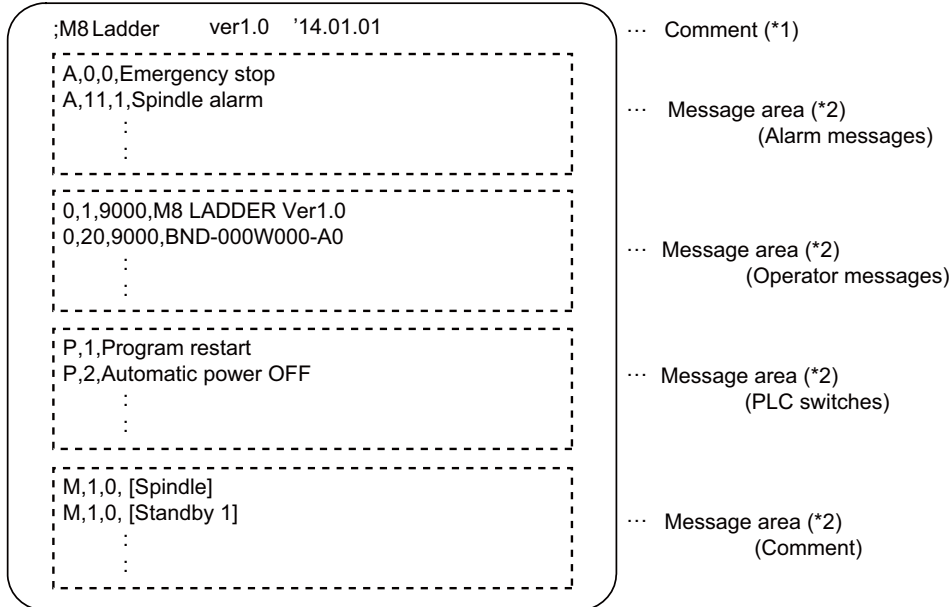 ;M8 Ladder ver1.0 '14.01.01 ··· Comment (*1)
A,0,0,Emergency stop
A,11,1,Spindle alarm
:
:
··· Message area (*2)
(Alarm messages)
0,1,9000,M8 LADDER Ver1.0
0,20,9000,BND-000W000-A0
:
:
··· Message area (*2)
(Operator messages)
P,1,Program restart
P,2,Automatic power OFF
:
:
··· Message area (*2)
(PLC switches)
M,1,0, [Spindle]
M,1,0, [Standby 1]
:
:
··· Message area (*2)
(Comment)